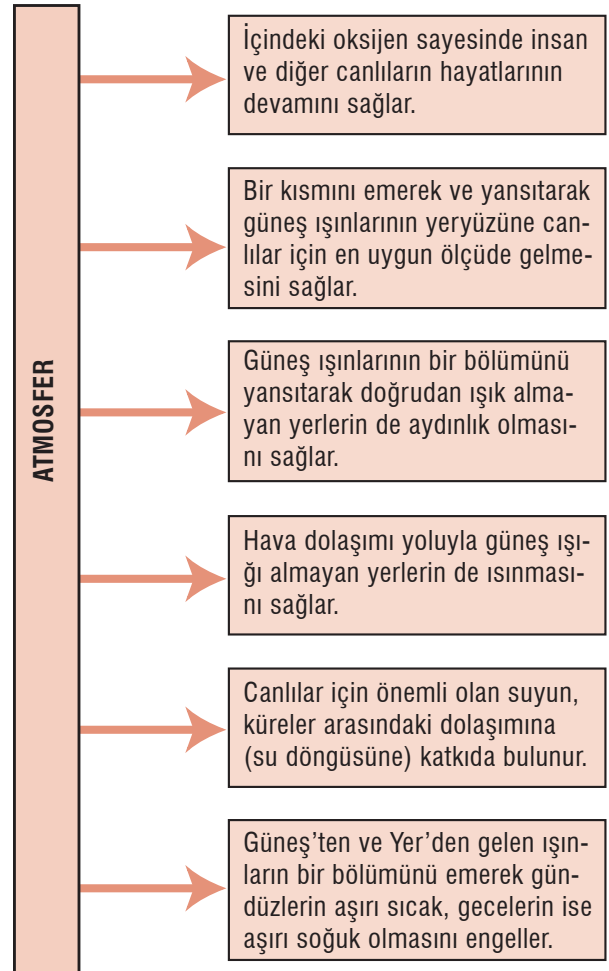 ATMOSFER
İçindeki oksijen sayesinde insan
ve diğer canlıların hayatlarının
devamını sağlar.
Bir kısmını emerek ve yansıtarak
güneş ışınlarının yeryüzüne can-
lılar için en uygun ölçüde gelme-
sini sağlar.
Güneş ışınlarının bir bölümünü
yansıtarak doğrudan ışık alma-
yan yerlerin de aydınlık olması-
nı sağlar.
Hava dolaşımı yoluyla güneş ışı-
ğı almayan yerlerin de ısınması-
nı sağlar.
Canlılar için önemli olan suyun,
küreler arasındaki dolaşımına
(su döngüsüne) katkıda bulunur.
Güneş’ten ve Yer’den gelen ışın-
ların bir bölümünü emerek gün-
düzlerin aşırı sıcak, gecelerin ise
aşırı soğuk olmasını engeller.